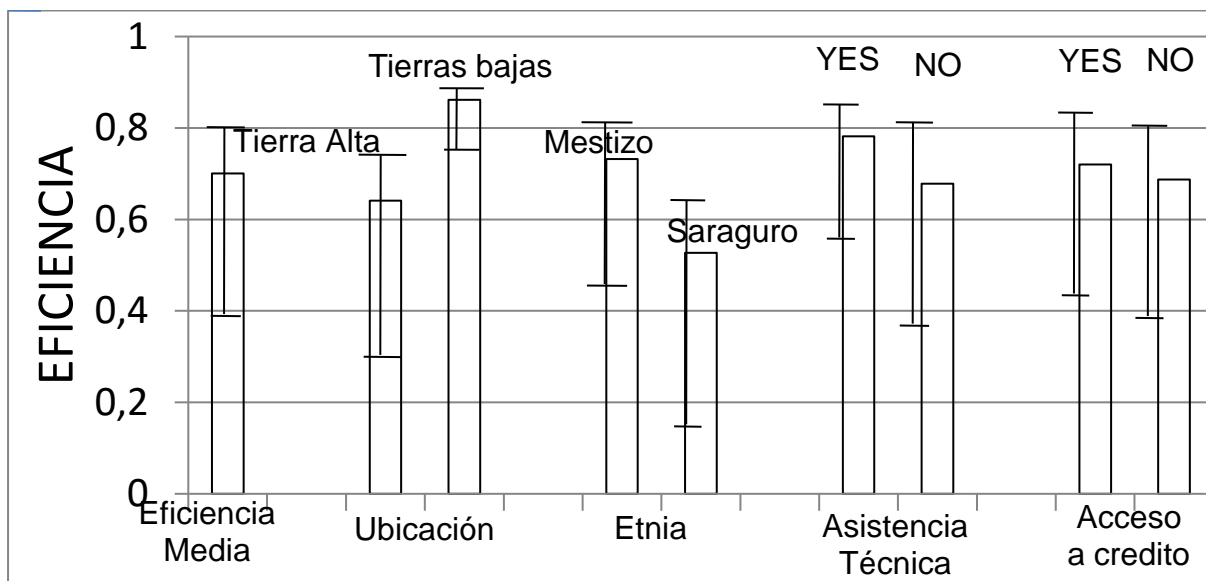 EFICIENCIA
1
0,8
0,6
0,4
0,2
0
Tierra Alta
Tierras bajas
Mestizo
Saraguro
YES
NO
YES
NO
Eficiencia
Media
Ubicación
Etnia
Asistencia
Técnica
Acceso
a credito